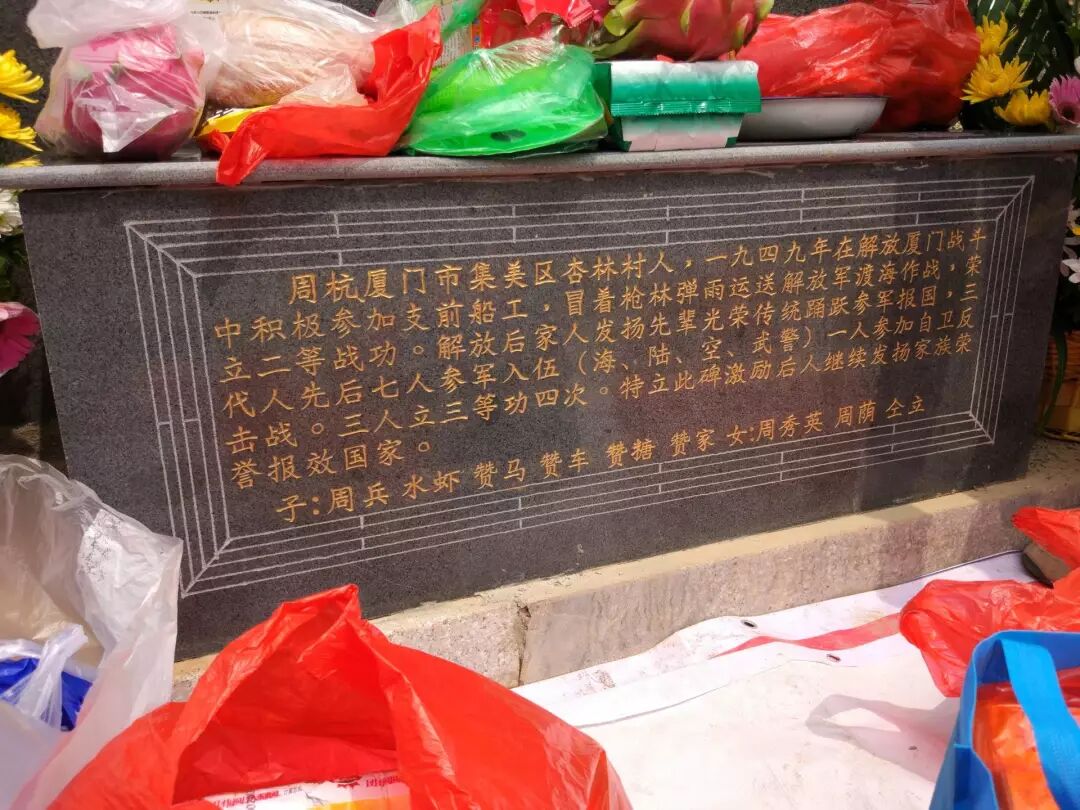 周杭厦门市集美区杏林村人，一九四九年在解放厦门战斗
中积极参加支前船工，冒着枪林弹雨运送解放军渡海作战，荣
立二等战功。解放后家人发扬先辈光荣传统踊跃参军报国，三
代人先后七人参军入伍（海、陆、空、武警）一人参加自卫反
击战。三人立三等功四次。特立此碑激励后人继续发扬家族荣
誉报效国家。
子:周兵 水虾 赞马 赞车 赞糖 赞家 女:周秀英 周荫 仝立